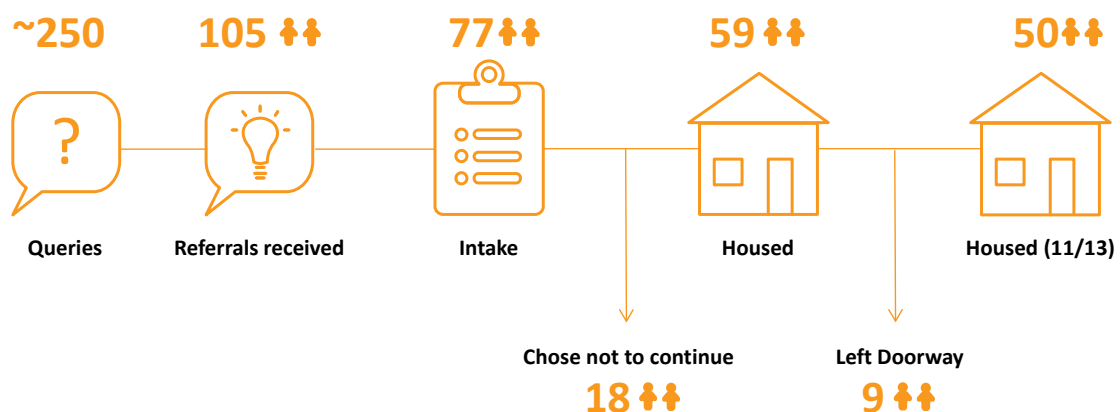 ~250
105
77
59
50
?
Queries
Referrals received
Intake
Housed
Housed (11/13)
Chose not to continue
18
Left Doorway
9